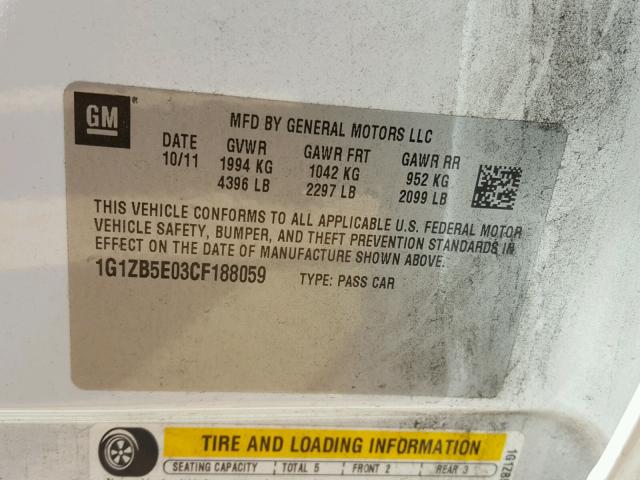 GM ®
MFD BY GENERAL MOTORS LLC
DATE GVWR GAWR FRT GAWR RR
10/11 1994 KG 1042 KG 952 KG
4396 LB 2297 LB 2099 LB
THIS VEHICLE CONFORMS TO ALL APPLICABLE U.S. FEDERAL MOTOR
VEHICLE SAFETY, BUMPER, AND THEFT PREVENTION STANDARDS IN
EFFECT ON THE DATE OF MANUFACTURE SHOWN ABOVE.
1G1ZB5E03CF188059 TYPE: PASS CAR
TIRE AND LOADING INFORMATION
SEATING CAPACITY TOTAL 5 FRONT 2 REAR 3
1G1ZB